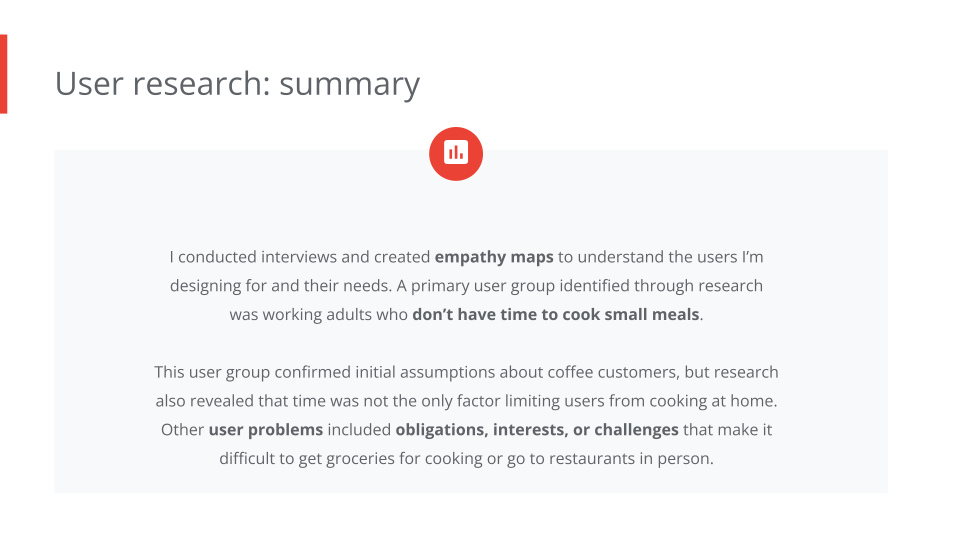 User research: summary
I conducted interviews and created empathy maps to understand the users I’m
designing for and their needs. A primary user group identified through research
was working adults who don’t have time to cook small meals.
This user group confirmed initial assumptions about coffee customers, but research
also revealed that time was not the only factor limiting users from cooking at home.
Other user problems included obligations, interests, or challenges that make it
difficult to get groceries for cooking or go to restaurants in person.